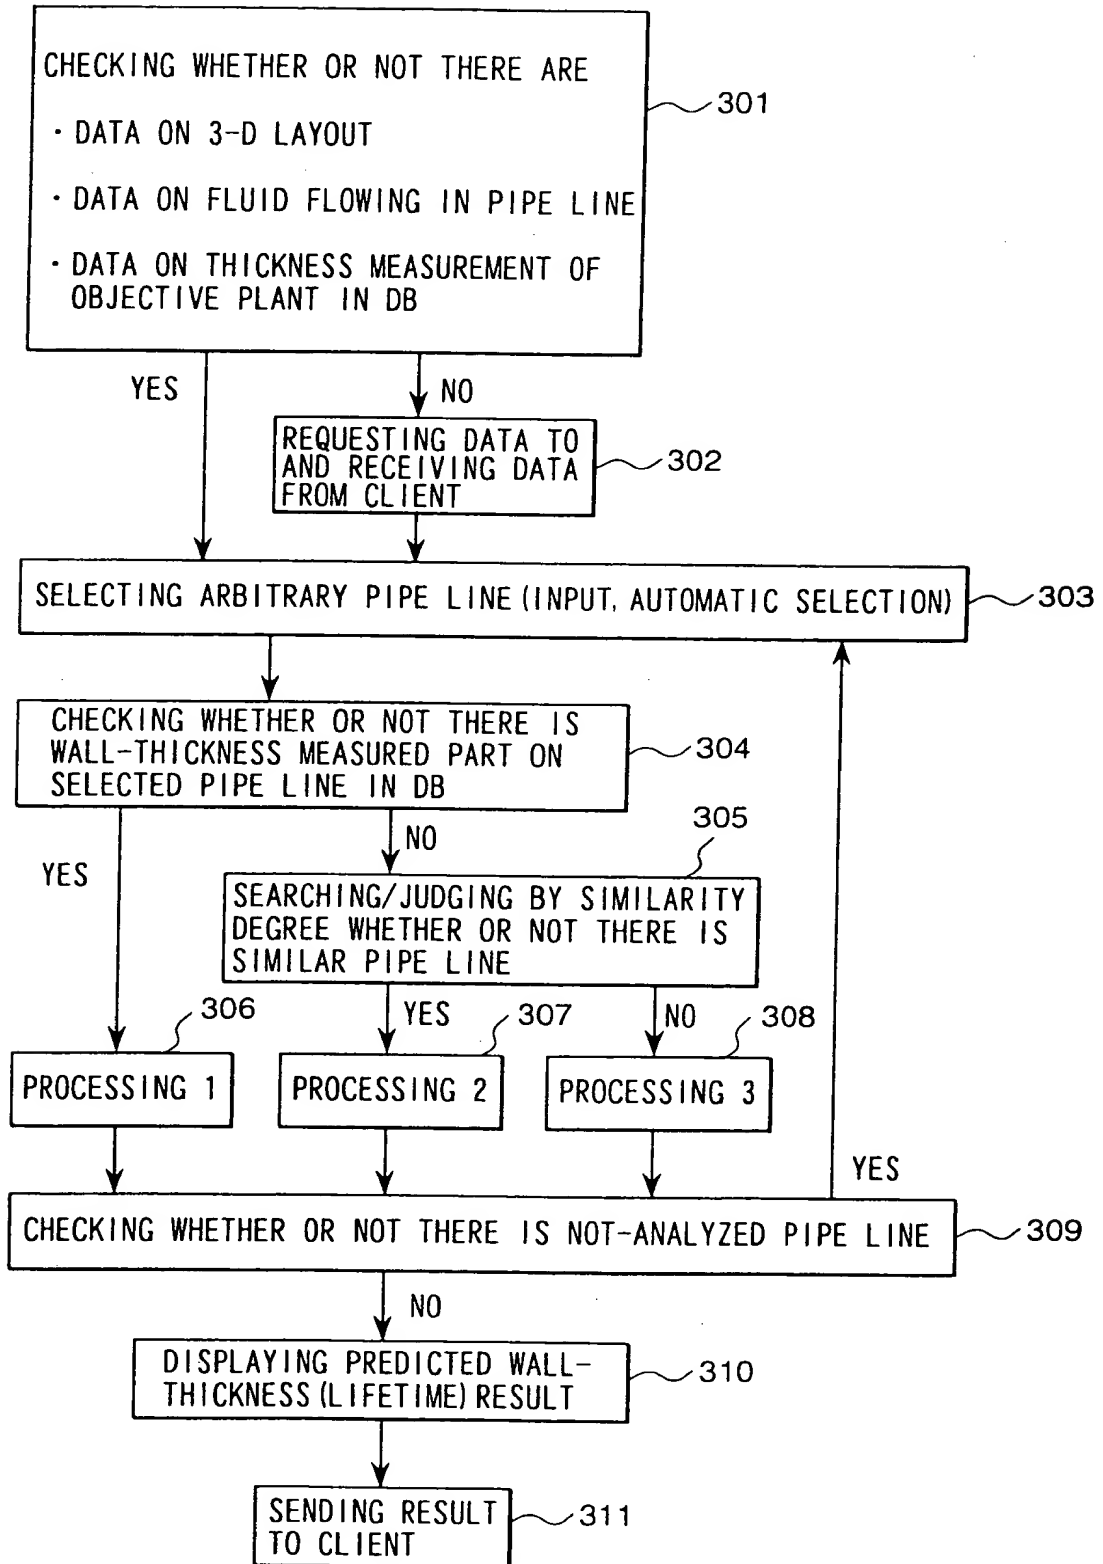 CHECKING WHETHER OR NOT THERE ARE
301
· DATA ON 3-D LAYOUT
· DATA ON FLUID FLOWING IN PIPE LINE
· DATA ON THICKNESS MEASUREMENT OF
OBJECTIVE PLANT IN DB
YES
NO
REQUESTING DATA TO
AND RECEIVING DATA
FROM CLIENT
302
SELECTING ARBITRARY PIPE LINE (INPUT, AUTOMATIC SELECTION)
303
CHECKING WHETHER OR NOT THERE IS
WALL-THICKNESS MEASURED PART ON
SELECTED PIPE LINE IN DB
304
YES
NO
305
SEARCHING/JUDGING BY SIMILARITY
DEGREE WHETHER OR NOT THERE IS
SIMILAR PIPE LINE
306
YES
307
NO
308
PROCESSING 1
PROCESSING 2
PROCESSING 3
YES
CHECKING WHETHER OR NOT THERE IS NOT-ANALYZED PIPE LINE
309
NO
DISPLAYING PREDICTED WALL-
THICKNESS (LIFETIME) RESULT
310
SENDING RESULT
TO CLIENT
311